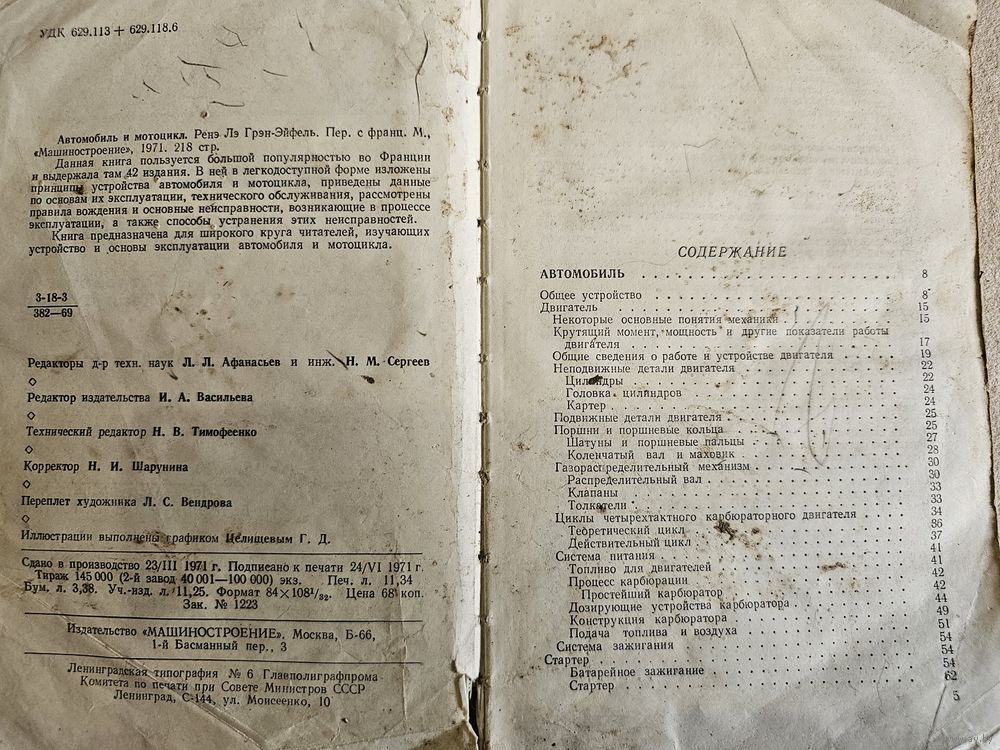 УДК 629.113 + 629.118.6
Автомобиль и мотоцикл. Ренэ Лэ Грэн-Эйфель. Пер. с франц. М.,
«Машиностроение», 1971. 218 стр.
Данная книга пользуется большой популярностью во Франции
и выдержала там 42 издания. В ней в легкодоступной форме изложены
принципы устройства автомобиля и мотоцикла, приведены данные
по основам их эксплуатации, технического обслуживания, рассмотрены
правила вождения и основные неисправности, возникающие в процессе
эксплуатации, а также способы устранения этих неисправностей.
Книга предназначена для широкого круга читателей, изучающих
устройство и основы эксплуатации автомобиля и мотоцикла.
3-18-3
382—69
Редакторы д-р техн. наук Л. Л. Афанасьев и инж. Н. М. Сергеев
Редактор издательства И. А. Васильева
Технический редактор Н. В. Тимофеенко
Корректор Н. И. Шарунина
Переплет художника Л. С. Вендрова
Иллюстрации выполнены графиком Целищевым Г. Д.
Сдано в производство 23/III 1971 г. Подписано к печати 24/VI 1971 г.
Тираж 145 000 (2-й завод 40 001—100 000) экз. Печ. л. 11,34
Бум. л. 3,38. Уч.-изд. л. 11,25. Формат 84×108 1/32. Цена 68 коп.
Зак. № 1223
Издательство «МАШИНОСТРОЕНИЕ», Москва, Б-66,
1-й Басманный пер., 3
Ленинградская типография № 6 Главполиграфпрома
Комитета по печати при Совете Министров СССР
Ленинград, С-144, ул. Моисеенко, 10
СОДЕРЖАНИЕ
АВТОМОБИЛЬ . . . 8
Общее устройство . . . 8
Двигатель . . . 15
Некоторые основные понятия механики . . . 15
Крутящий момент, мощность и другие показатели работы
двигателя . . . 17
Общие сведения о работе и устройстве двигателя . . . 19
Неподвижные детали двигателя . . . 22
Цилиндры . . . 22
Головка цилиндров . . . 24
Картер . . . 24
Подвижные детали двигателя . . . 25
Поршни и поршневые кольца . . . 25
Шатуны и поршневые пальцы . . . 27
Коленчатый вал и маховик . . . 28
Газораспределительный механизм . . . 30
Распределительный вал . . . 30
Клапаны . . . 33
Толкатели . . . 33
Циклы четырехтактного карбюраторного двигателя . . . 34
Теоретический цикл . . . 36
Действительный цикл . . . 37
Система питания . . . 41
Топливо для двигателей . . . 41
Процесс карбюрации . . . 42
Простейший карбюратор . . . 42
Дозирующие устройства карбюратора . . . 44
Конструкция карбюратора . . . 49
Подача топлива и воздуха . . . 51
Система зажигания . . . 54
Стартер . . . 54
Батарейное зажигание . . . 54
Стартер . . . 62
5